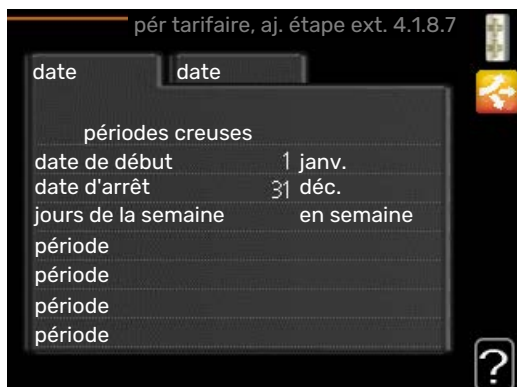 pér tarifaire, aj. étape ext. 4.1.8.7
date date
périodes creuses
date de début 1 janv.
date d'arrêt 31 déc.
jours de la semaine en semaine
période
période
période
période
?